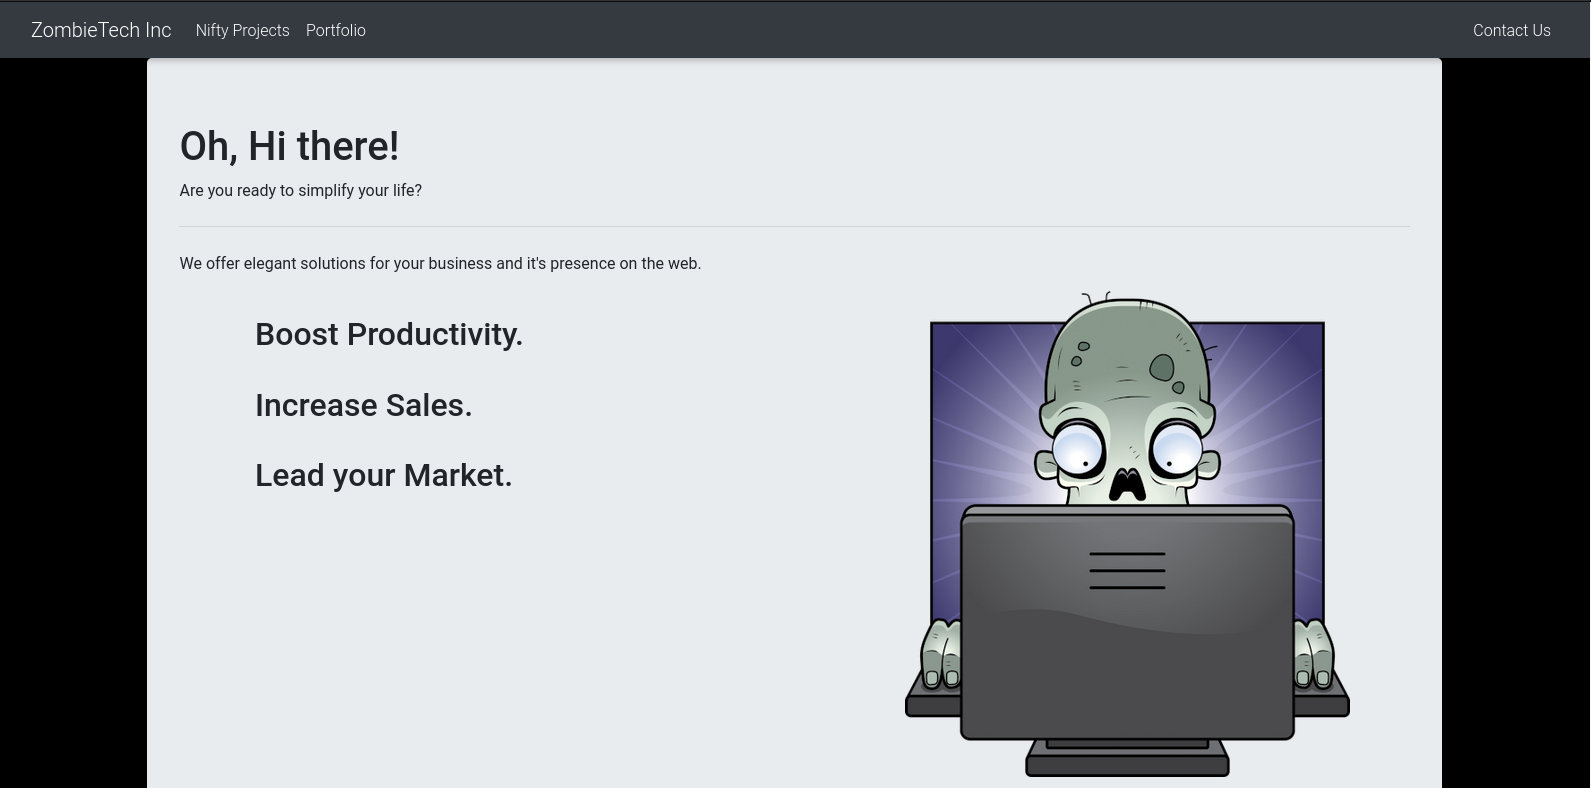 ZombieTech Inc Nifty Projects Portfolio Contact Us
Oh, Hi there!
Are you ready to simplify your life?
We offer elegant solutions for your business and it's presence on the web.
Boost Productivity.
Increase Sales.
Lead your Market.